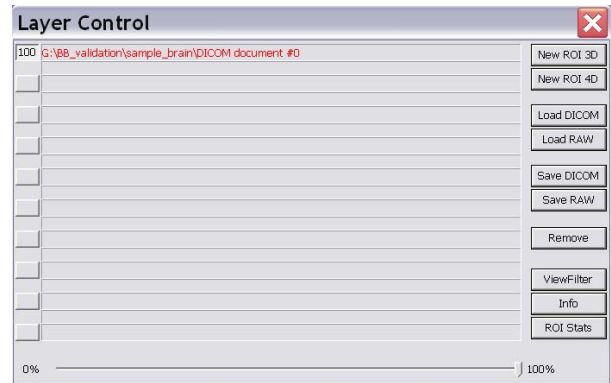 Layer Control
100 G:\BB_validation\sample_brain\DICOM document #0
New ROI 3D
New ROI 4D
Load DICOM
Load RAW
Save DICOM
Save RAW
Remove
ViewFilter
Info
ROI Stats
0% 100%